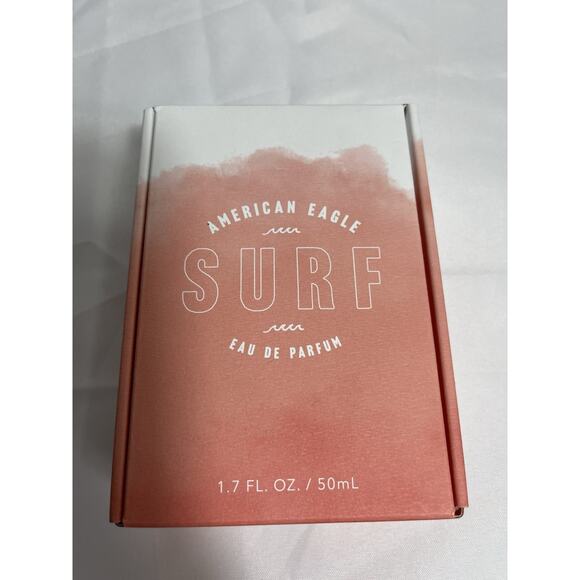 AMERICAN EAGLE
SURF
EAU DE PARFUM
1.7 FL. OZ. / 50mL